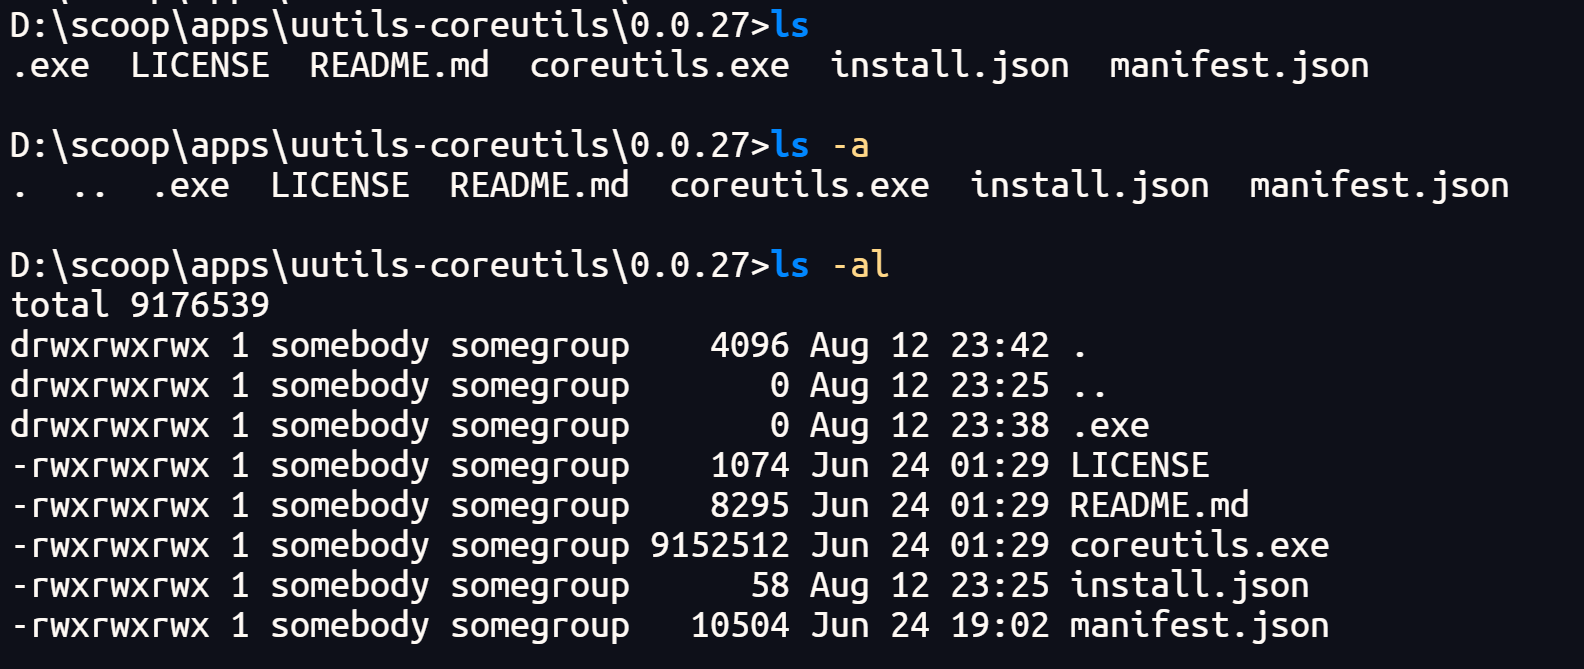 D:\scoop\apps\uutils-coreutils\0.0.27>ls
.exe  LICENSE  README.md  coreutils.exe  install.json  manifest.json
D:\scoop\apps\uutils-coreutils\0.0.27>ls -a
.  ..  .exe  LICENSE  README.md  coreutils.exe  install.json  manifest.json
D:\scoop\apps\uutils-coreutils\0.0.27>ls -al
total 9176539
drwxrwxrwx 1 somebody somegroup    4096 Aug 12 23:42 .
drwxrwxrwx 1 somebody somegroup       0 Aug 12 23:25 ..
drwxrwxrwx 1 somebody somegroup       0 Aug 12 23:38 .exe
-rwxrwxrwx 1 somebody somegroup    1074 Jun 24 01:29 LICENSE
-rwxrwxrwx 1 somebody somegroup    8295 Jun 24 01:29 README.md
-rwxrwxrwx 1 somebody somegroup 9152512 Jun 24 01:29 coreutils.exe
-rwxrwxrwx 1 somebody somegroup      58 Aug 12 23:25 install.json
-rwxrwxrwx 1 somebody somegroup   10504 Jun 24 19:02 manifest.json